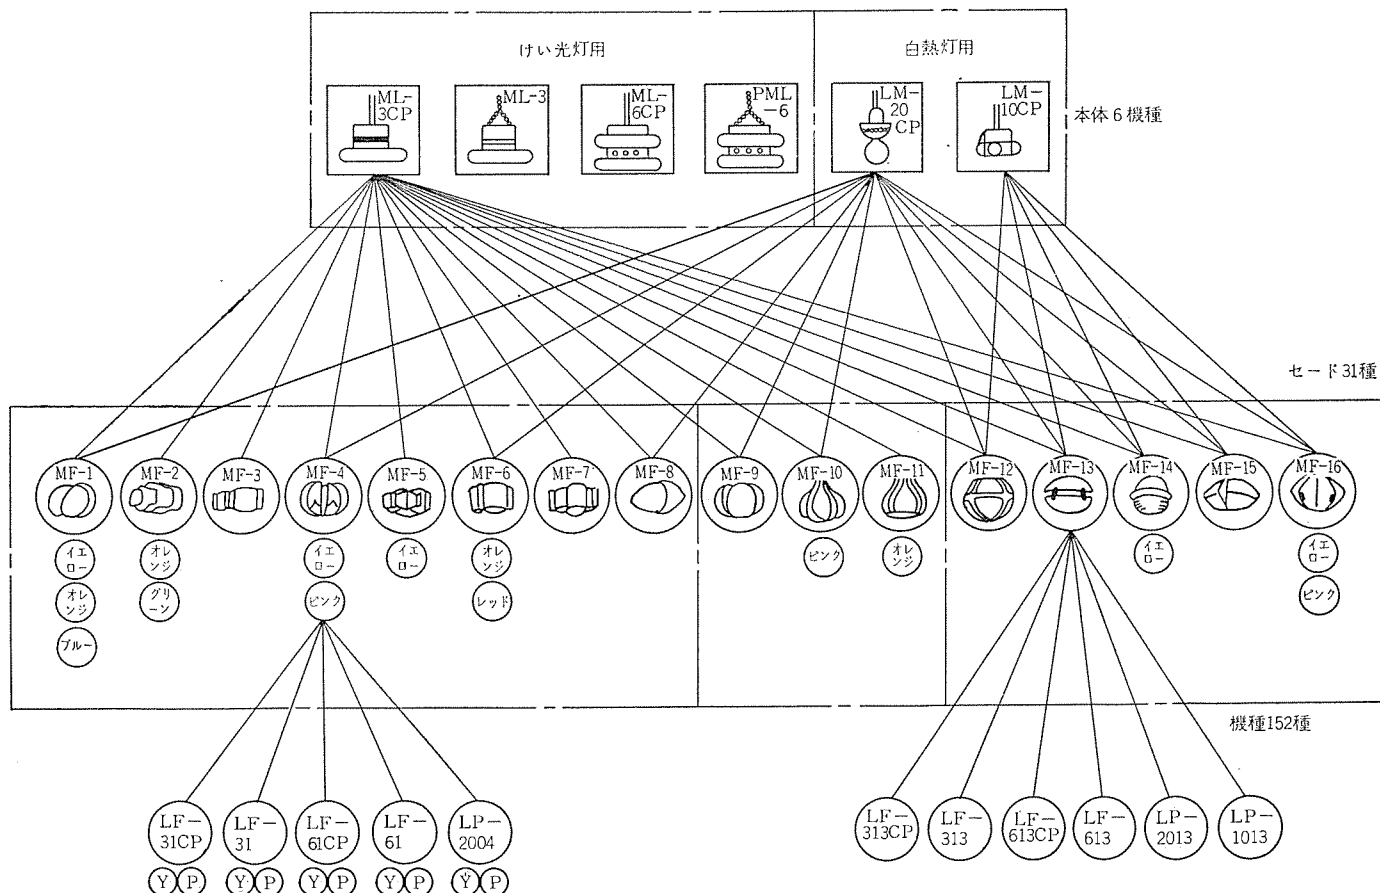 けい光灯用
白熱灯用
ML-
3CP
ML-3
ML-
6CP
PML
-6
LM-
20
CP
LM-
10CP
本体6機種
セード31種
MF-1
MF-2
MF-3
MF-4
MF-5
MF-6
MF-7
MF-8
MF-9
MF-10
MF-11
MF-12
MF-13
MF-14
MF-15
MF-16
イエ
ロー
オレ
ンジ
ブルー
オレ
ンジ
グリ
ーン
イエ
ロー
ピンク
イエ
ロー
オレ
ンジ
レッド
ピンク
オレ
ンジ
イエ
ロー
イエ
ロー
ピンク
機種152種
LF-
31CP
LF-
31
LF-
61CP
LF-
61
LP-
2004
Y P
Y P
Y P
Y P
Y P
LF-
313CP
LF-
313
LF-
613CP
LF-
613
LP-
2013
LP-
1013